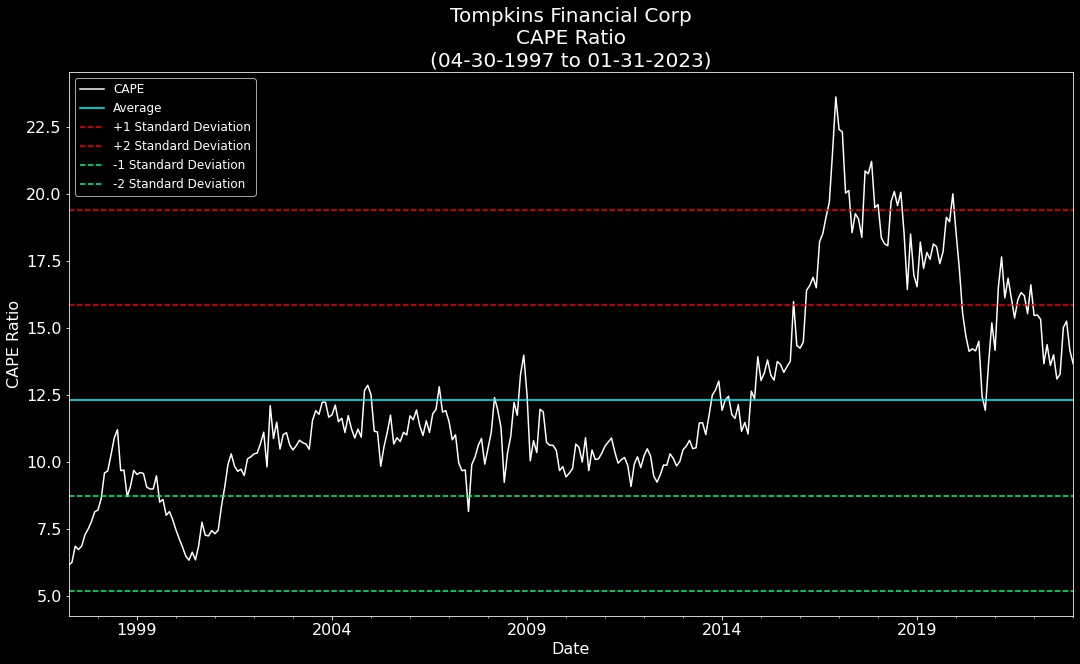 Tompkins Financial Corp
CAPE Ratio
(04-30-1997 to 01-31-2023)
CAPE
Average
+1 Standard Deviation
+2 Standard Deviation
-1 Standard Deviation
-2 Standard Deviation
22.5
20.0
17.5
15.0
12.5
10.0
7.5
5.0
CAPE Ratio
1999
2004
2009
2014
2019
Date